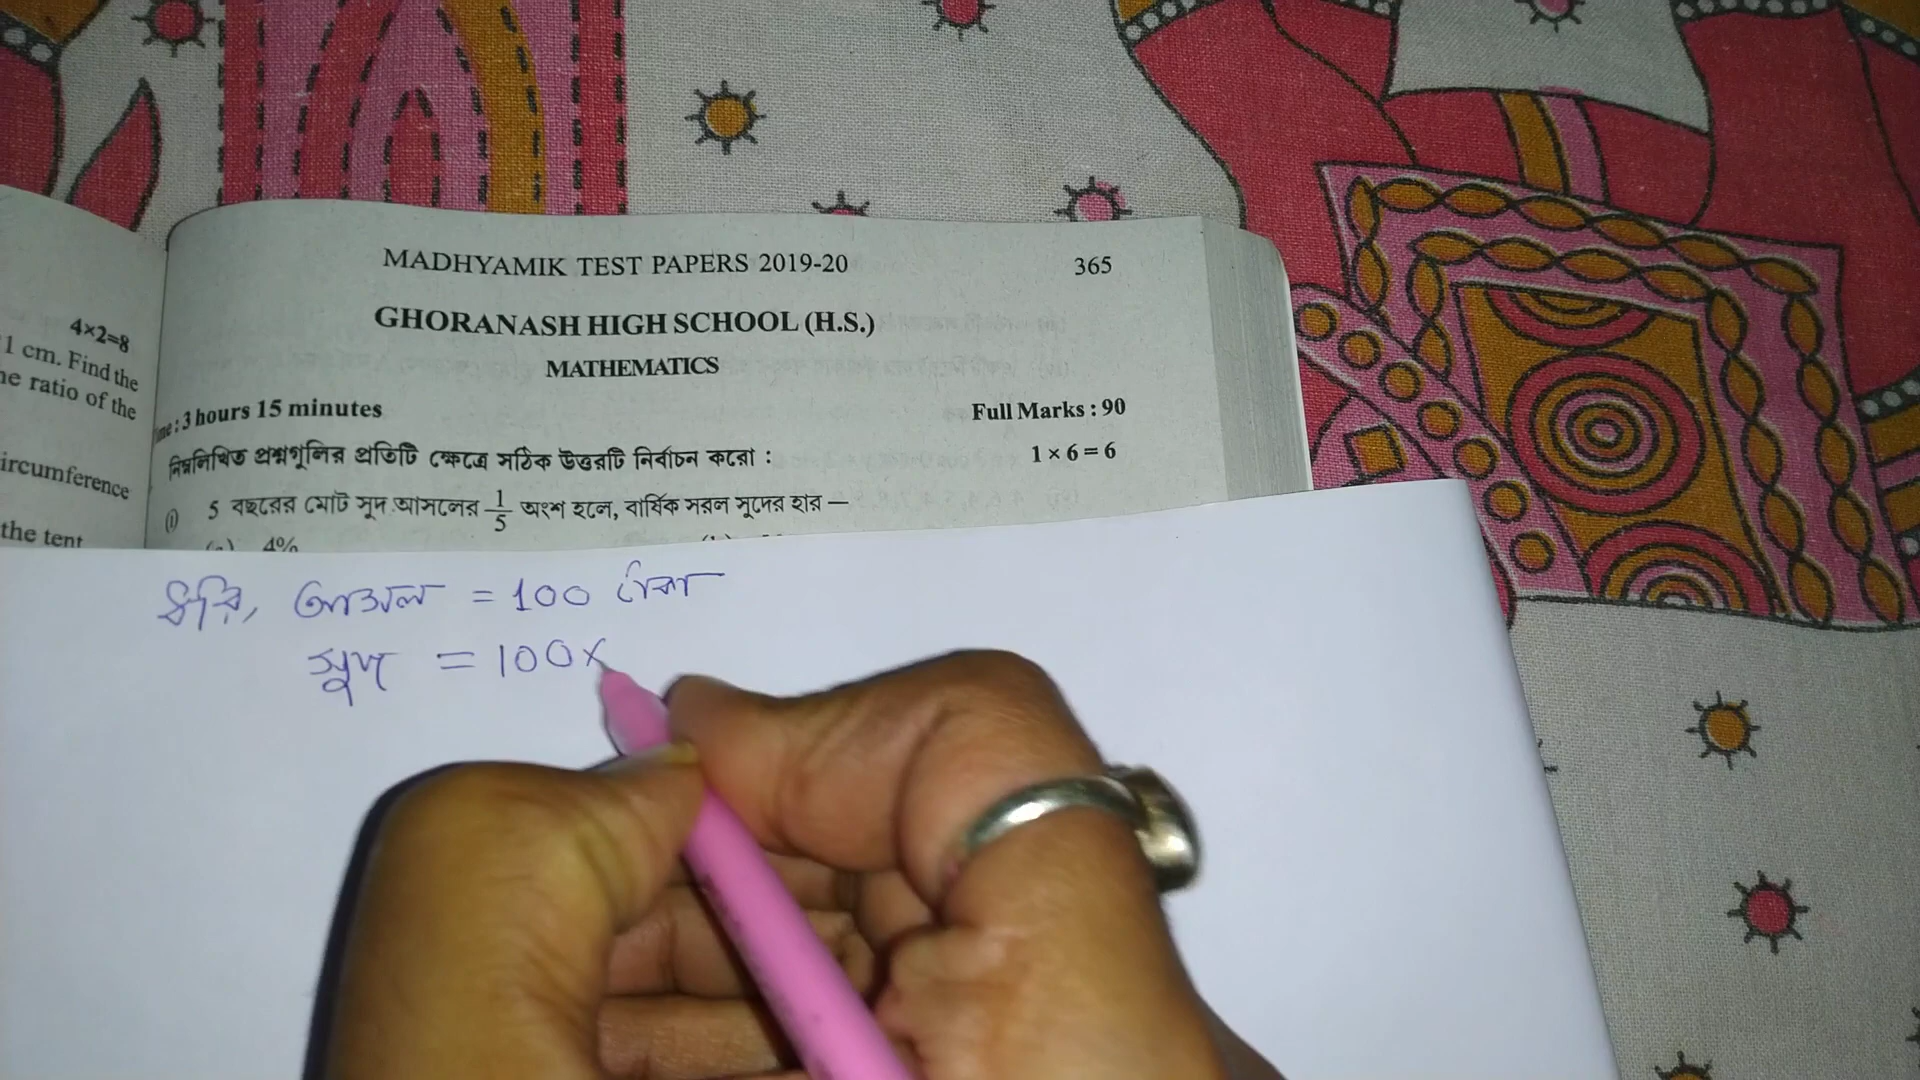 MADHYAMIK TEST PAPERS 2019-20 365
GHORANASH HIGH SCHOOL (H.S.)
MATHEMATICS
me : 3 hours 15 minutes Full Marks : 90
নিম্নলিখিত প্রশ্নগুলির প্রতিটি ক্ষেত্রে সঠিক উত্তরটি নির্বাচন করো : 1 × 6 = 6
(i) 5 বছরের মোট সুদ আসলের 1/5 অংশ হলে, বার্ষিক সরল সুদের হার —
4%
4×2=8
1 cm. Find the
ratio of the
ircumference
the tent
ধরি, আসল = 100 টাকা
সুদ = 100×